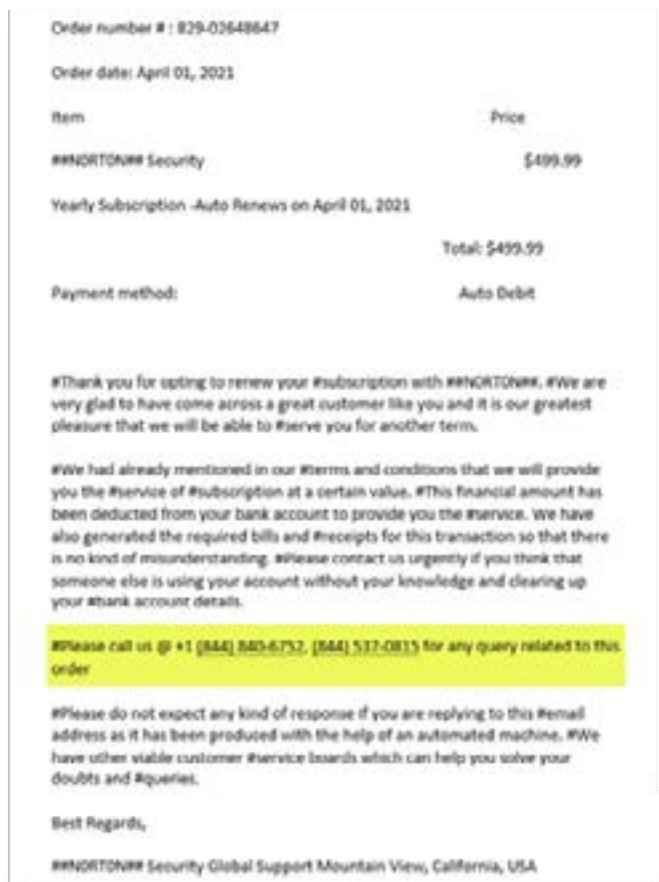 Order number # : 829-02648647
Order date: April 01, 2021
Item Price
##NORTON## Security $499.99
Yearly Subscription -Auto Renews on April 01, 2021
Total: $499.99
Payment method: Auto Debit
#Thank you for opting to renew your #subscription with ##NORTON##. #We are
very glad to have come across a great customer like you and it is our greatest
pleasure that we will be able to #serve you for another term.
#We had already mentioned in our #terms and conditions that we will provide
you the #service of #subscription at a certain value. #This financial amount has
been deducted from your bank account to provide you the #service. We have
also generated the required bills and #receipts for this transaction so that there
is no kind of misunderstanding. #Please contact us urgently if you think that
someone else is using your account without your knowledge and clearing up
your #bank account details.
#Please call us @ +1 (844) 840-6752, (844) 537-0815 for any query related to this
order
#Please do not expect any kind of response if you are replying to this #email
address as it has been produced with the help of an automated machine. #We
have other viable customer #service boards which can help you solve your
doubts and #queries.
Best Regards,
##NORTON## Security Global Support Mountain View, California, USA